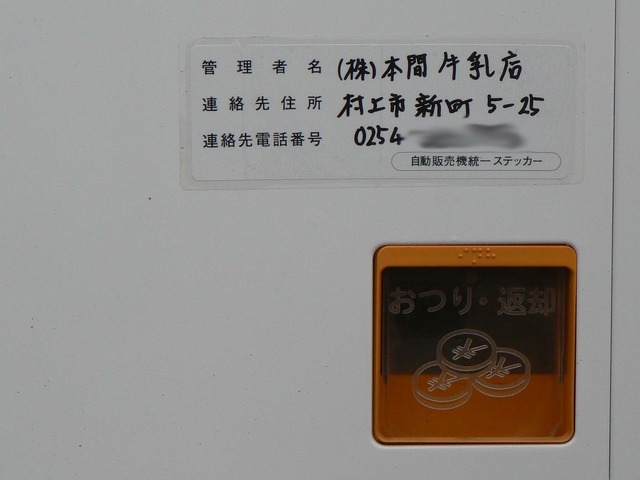 管理者名 (株)本間牛乳店
連絡先住所 村上市新町 5-25
連絡先電話番号 0254
自動販売機統一ステッカー
おつり・返却